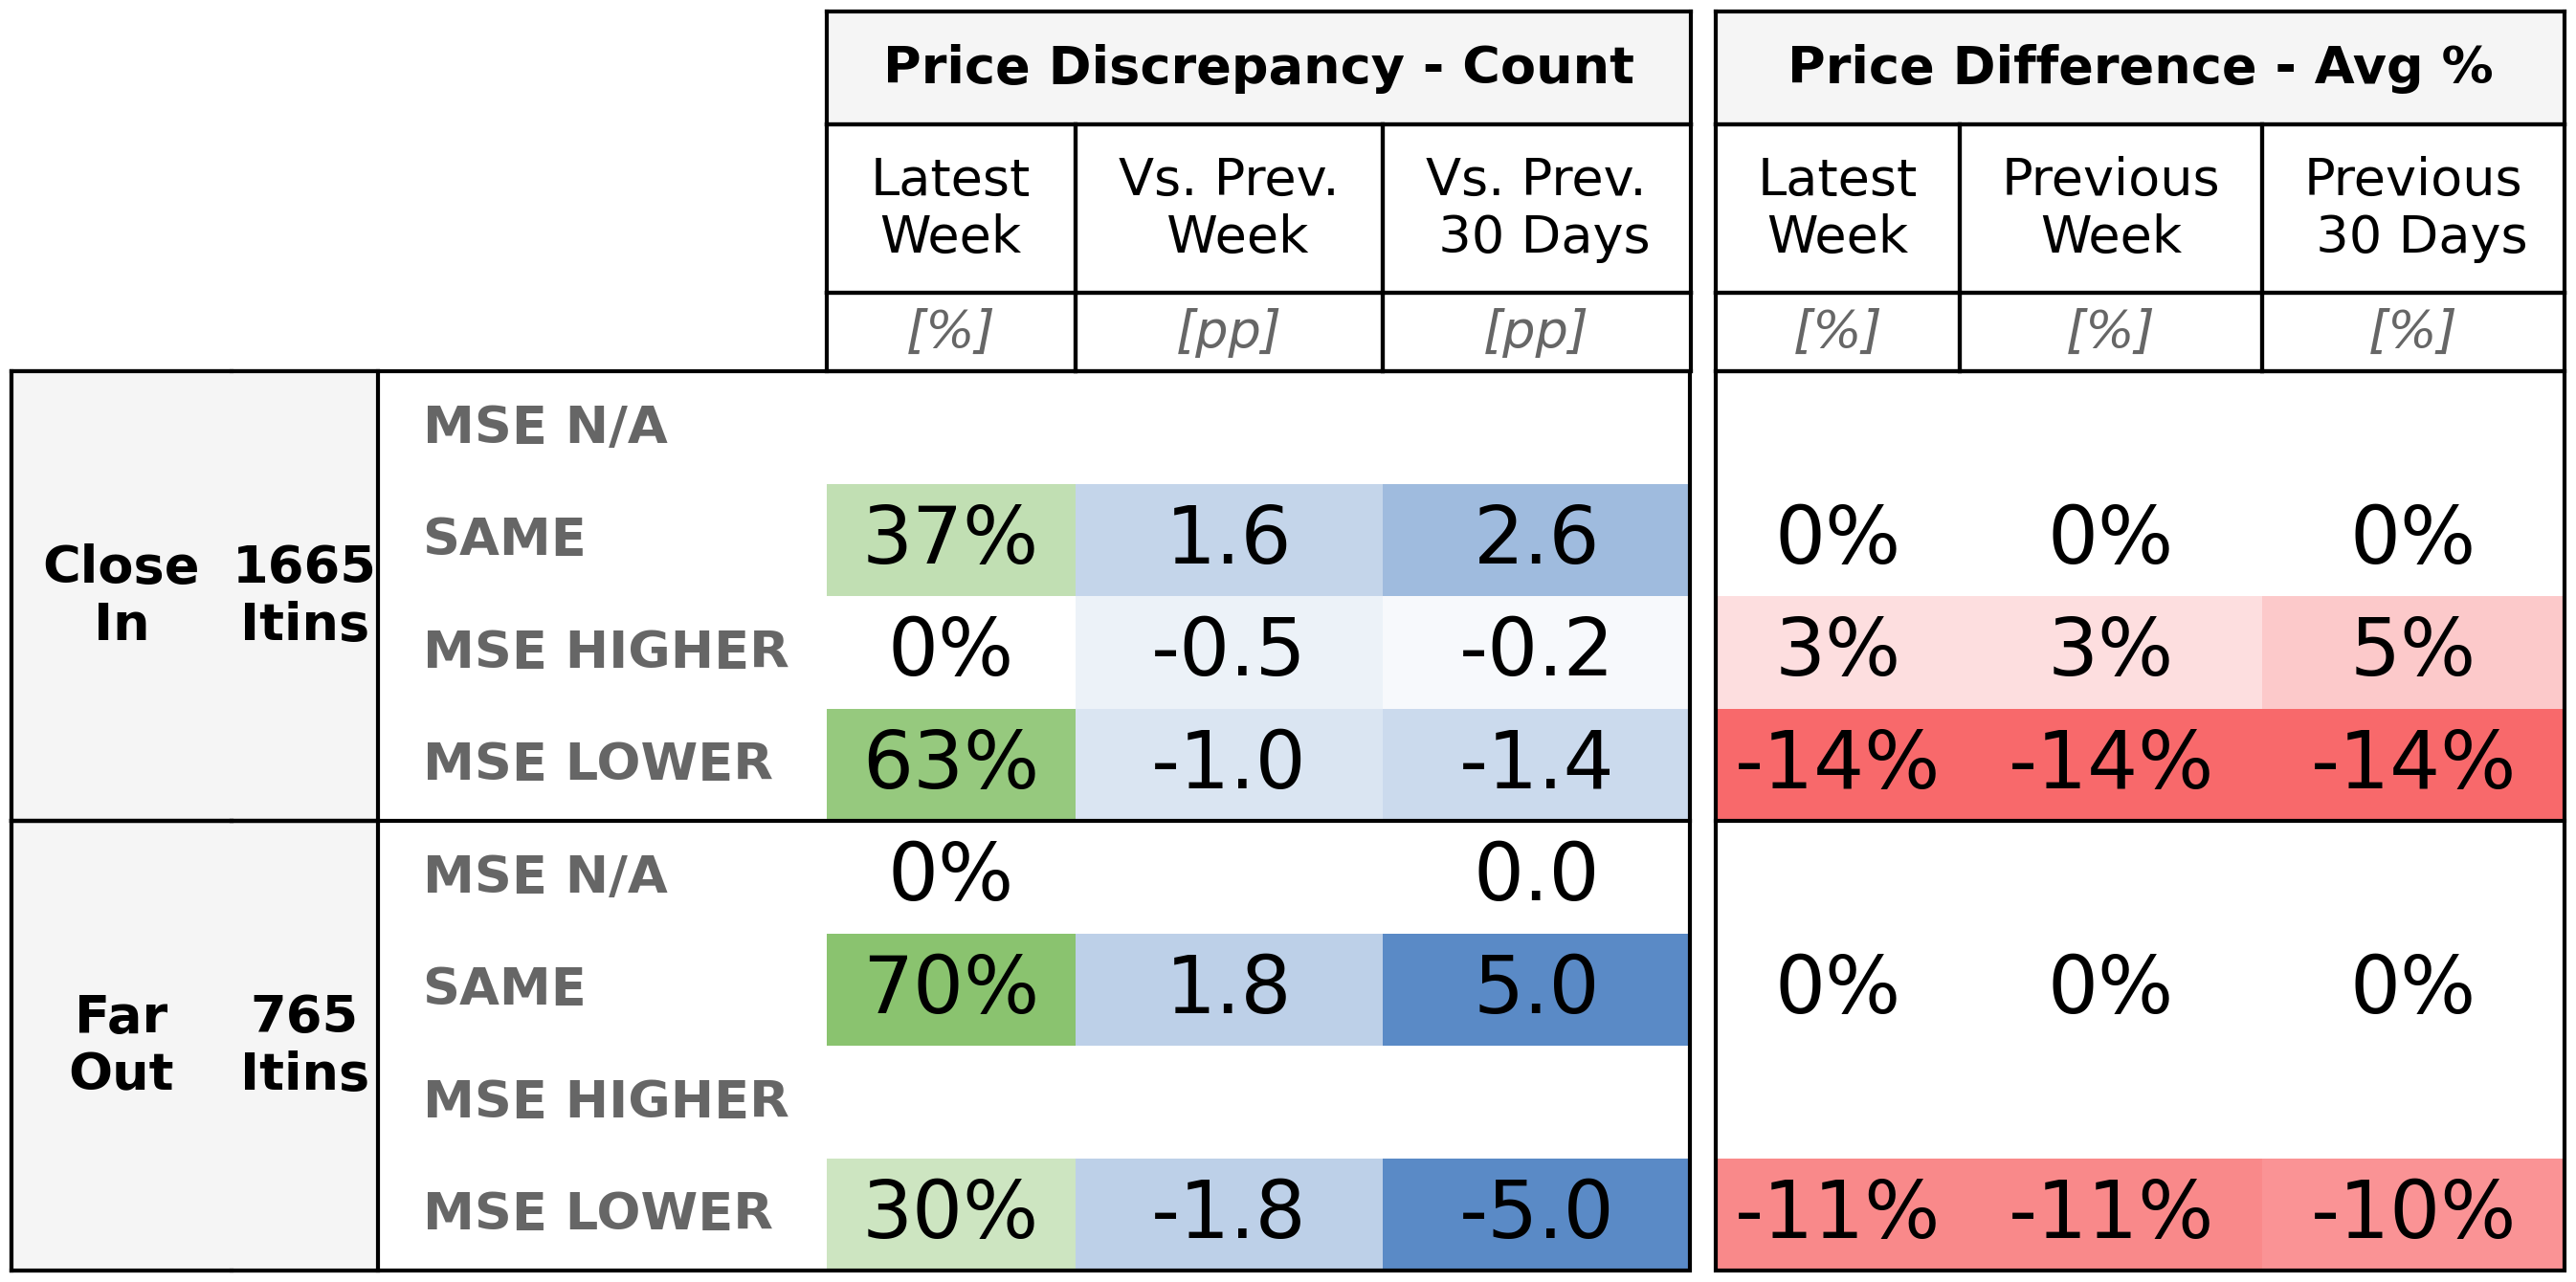 Price Discrepancy - Count Price Difference - Avg %
Latest Week Vs. Prev. Week Vs. Prev. 30 Days Latest Week Previous Week Previous 30 Days
[%] [pp] [pp] [%] [%] [%]
Close In 1665 Itins
MSE N/A
SAME 37% 1.6 2.6 0% 0% 0%
MSE HIGHER 0% -0.5 -0.2 3% 3% 5%
MSE LOWER 63% -1.0 -1.4 -14% -14% -14%
Far Out 765 Itins
MSE N/A 0% 0.0
SAME 70% 1.8 5.0 0% 0% 0%
MSE HIGHER
MSE LOWER 30% -1.8 -5.0 -11% -11% -10%